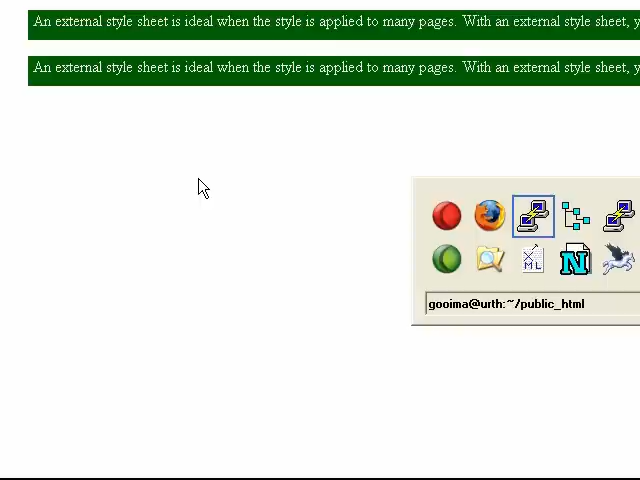 An external style sheet is ideal when the style is applied to many pages. With an external style sheet, y
An external style sheet is ideal when the style is applied to many pages. With an external style sheet, y
XML
N
gooima@urth:~/public_html